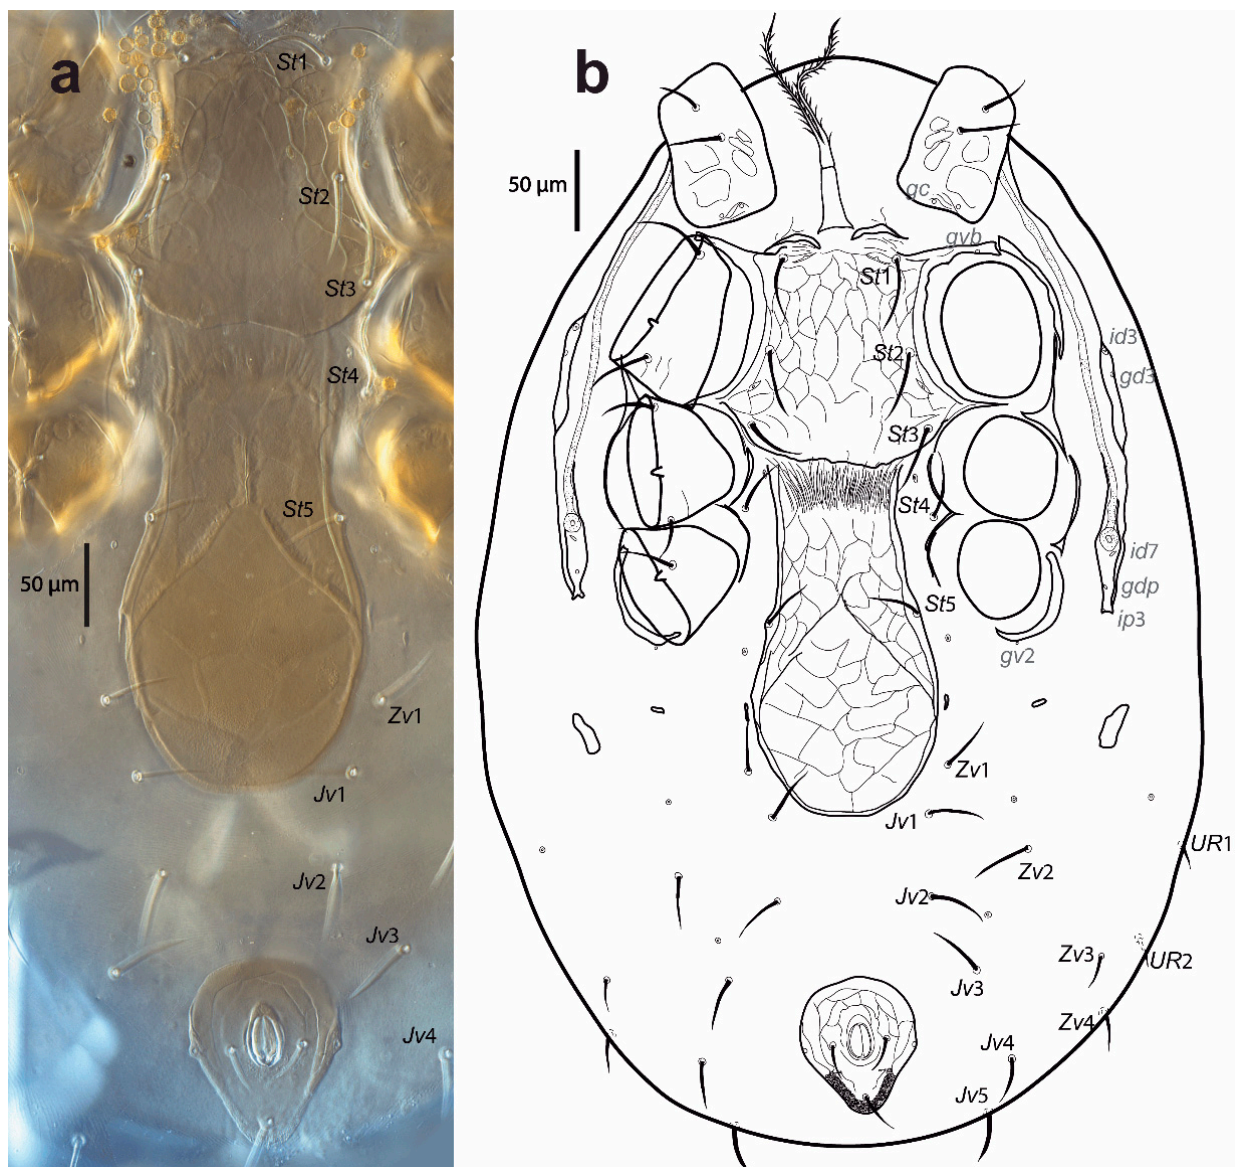 a
St1
St2
St3
St4
St5
50 µm
Zv1
Jv1
Jv2
Jv3
Jv4
b
50 µm
gc
gvb
St1
id3
St2
gd3
St3
St4
id7
gdp
St5
ip3
gv2
Zv1
Jv1
UR1
Zv2
Jv2
Zv3
UR2
Jv3
Zv4
Jv4
Jv5